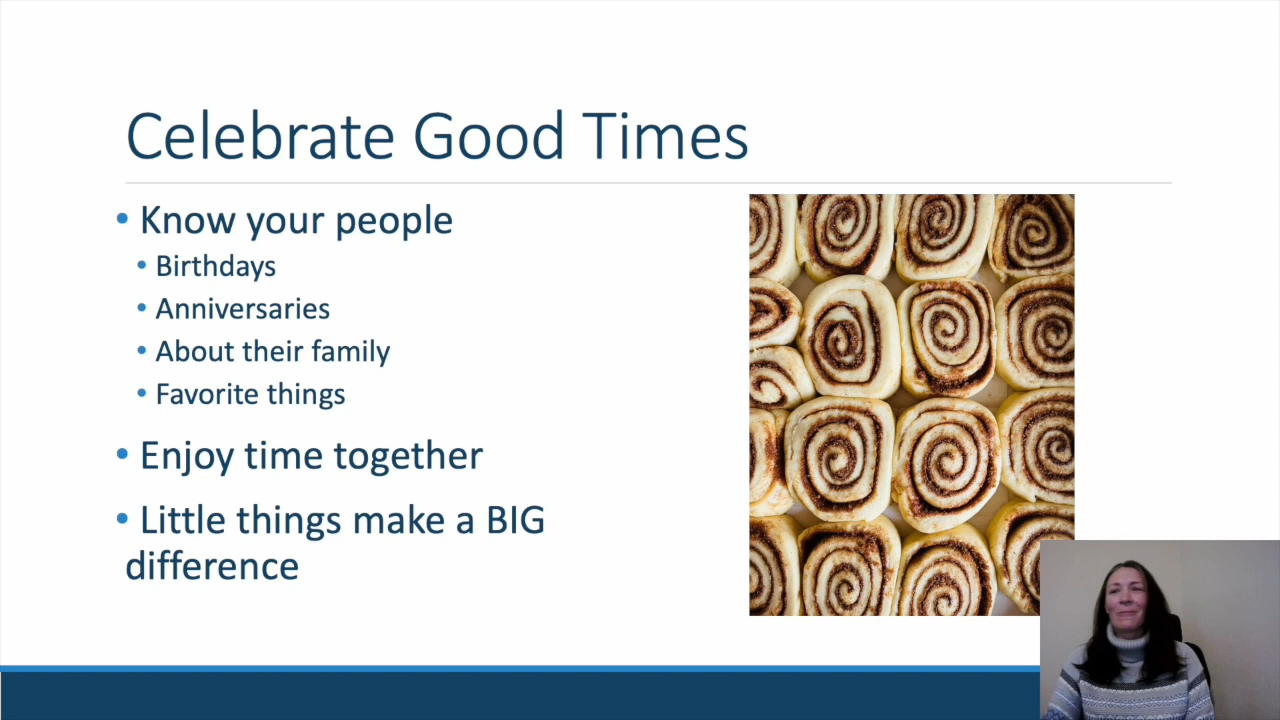 Celebrate Good Times
• Know your people
• Birthdays
• Anniversaries
• About their family
• Favorite things
• Enjoy time together
• Little things make a BIG
difference